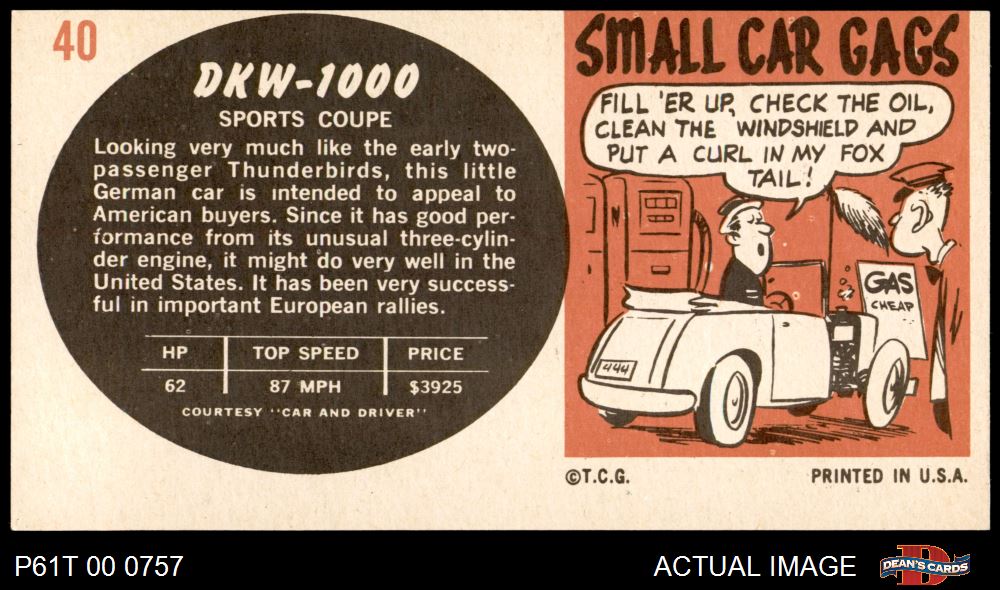 40
DKW-1000
SPORTS COUPE
Looking very much like the early two-
passenger Thunderbirds, this little
German car is intended to appeal to
American buyers. Since it has good per-
formance from its unusual three-cylin-
der engine, it might do very well in the
United States. It has been very success-
ful in important European rallies.
HP TOP SPEED PRICE
62 87 MPH $3925
COURTESY "CAR AND DRIVER"
SMALL CAR GAGS
FILL 'ER UP, CHECK THE OIL,
CLEAN THE WINDSHIELD AND
PUT A CURL IN MY FOX
TAIL!
GAS
CHEAP
444
©T.C.G. PRINTED IN U.S.A.
P61T 00 0757 ACTUAL IMAGE
D
DEAN'S CARDS